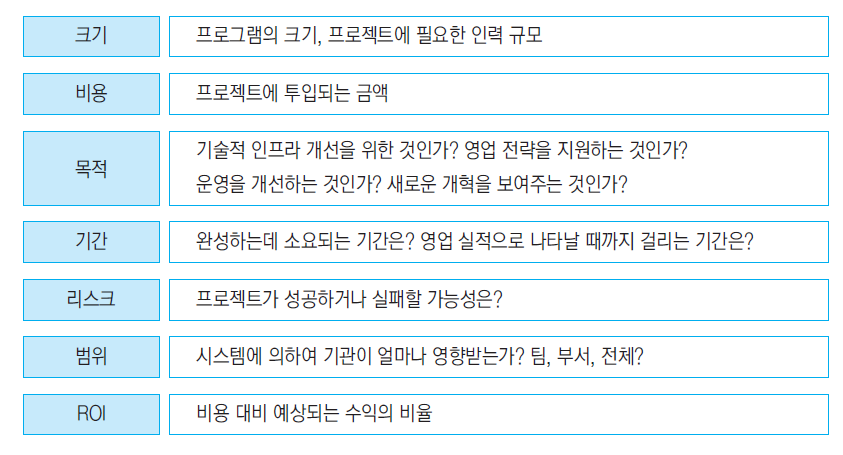 크기
프로그램의 크기, 프로젝트에 필요한 인력 규모
비용
프로젝트에 투입되는 금액
목적
기술적 인프라 개선을 위한 것인가? 영업 전략을 지원하는 것인가?
운영을 개선하는 것인가? 새로운 개혁을 보여주는 것인가?
기간
완성하는데 소요되는 기간은? 영업 실적으로 나타날 때까지 걸리는 기간은?
리스크
프로젝트가 성공하거나 실패할 가능성은?
범위
시스템에 의하여 기관이 얼마나 영향받는가? 팀, 부서, 전체?
ROI
비용 대비 예상되는 수익의 비율